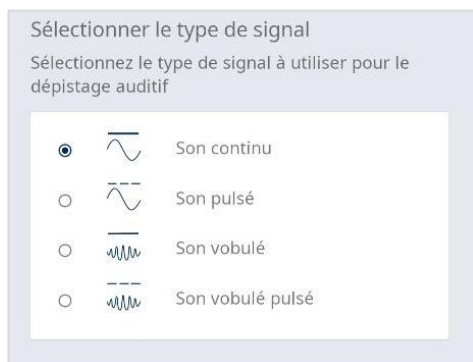 Sélectionner le type de signal
Sélectionnez le type de signal à utiliser pour le
dépistage auditif
Son continu
Son pulsé
Son vobulé
Son vobulé pulsé